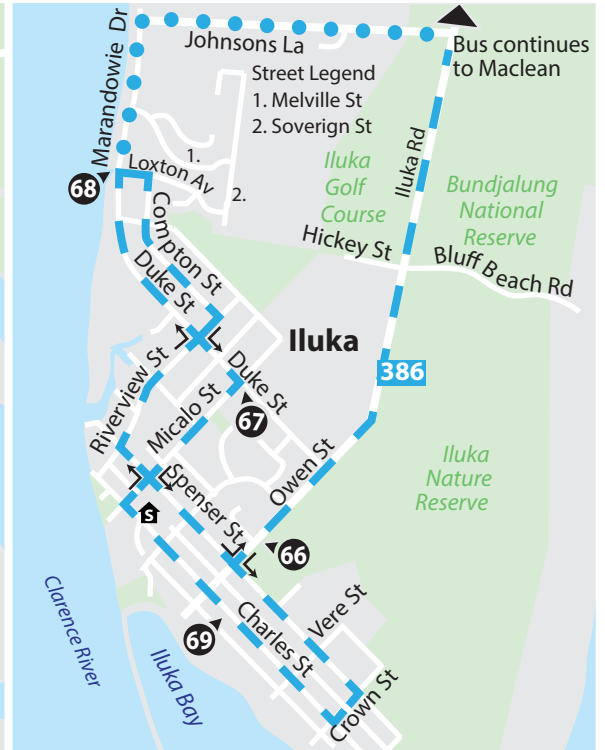 Johnsons La
Bus continues
to Maclean
Marandowie Dr
Street Legend
1. Melville St
2. Soverign St
1.
2.
Loxton Av
68
Iluka
Golf
Course
Iluka Rd
Bundjalung
National
Reserve
Hickey St
Bluff Beach Rd
Compton St
Duke St
Iluka
386
Riverview St
Duke St
Micalo St
67
Owen St
Iluka
Nature
Reserve
Spenser St
S
66
Vere St
69
Charles St
Crown St
Clarence River
Iluka Bay